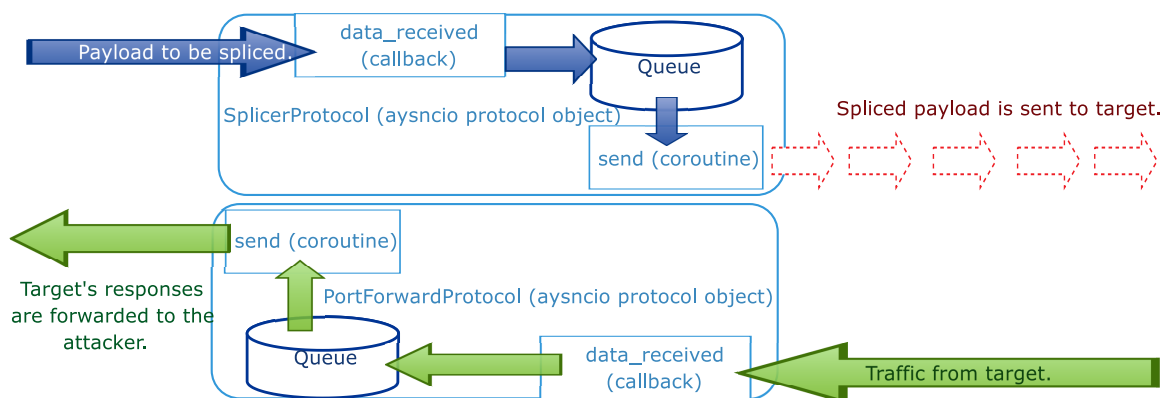 data_received
(callback)
Payload to be spliced.
Queue
SplicerProtocol (aysncio protocol object)
Spliced payload is sent to target.
send (coroutine)
send (coroutine)
Target's responses
are forwarded to the
attacker.
PortForwardProtocol (aysncio protocol object)
Queue
data_received
(callback)
Traffic from target.